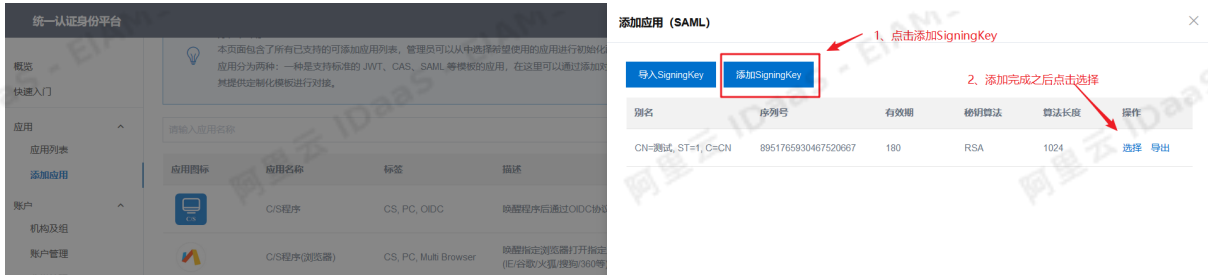 统一认证身份平台
概览
快速入门
应用
应用列表
添加应用
账户
机构及组
账户管理
本页面包含了所有已支持的可添加应用列表，管理员可以从中选择希望使用的应用进行初始化
应用分为两种：一种是支持标准的 JWT、CAS、SAML 等模板的应用，在这里可以通过添加对
其提供定制化模板进行对接。
请输入应用名称
应用图标 应用名称 标签 描述
CS
C/S程序 CS, PC, OIDC 唤醒程序后通过OIDC协
C/S程序(浏览器) CS, PC, Multi Browser 唤醒指定浏览器打开指定
(IE/谷歌/火狐/搜狗/360等
添加应用（SAML）
1、点击添加SigningKey
导入SigningKey 添加SigningKey
2、添加完成之后点击选择
别名 序列号 有效期 秘钥算法 算法长度 操作
CN=测试, ST=1, C=CN 8951765930467520667 180 RSA 1024 选择 导出
阿里云 IDaaS - EIAM
阿里云 IDaaS - EIAM